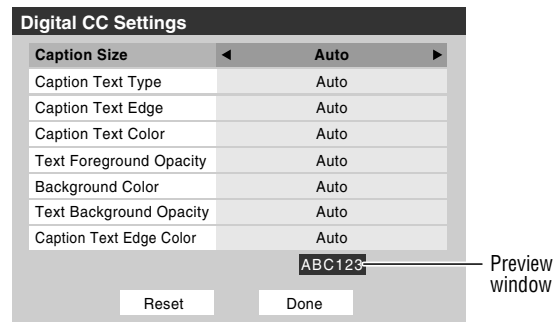 Digital CC Settings
Caption Size ◀ Auto ▶
Caption Text Type Auto
Caption Text Edge Auto
Caption Text Color Auto
Text Foreground Opacity Auto
Background Color Auto
Text Background Opacity Auto
Caption Text Edge Color Auto
ABC123
Preview
window
Reset Done